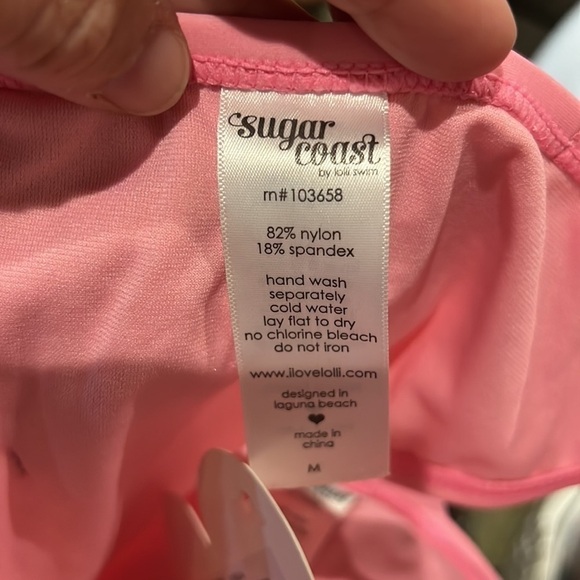 sugar
coast
by lolli swim
rn#103658
82% nylon
18% spandex
hand wash
separately
cold water
lay flat to dry
no chlorine bleach
do not iron
www.ilovelolli.com
designed in
laguna beach
made in
china
M